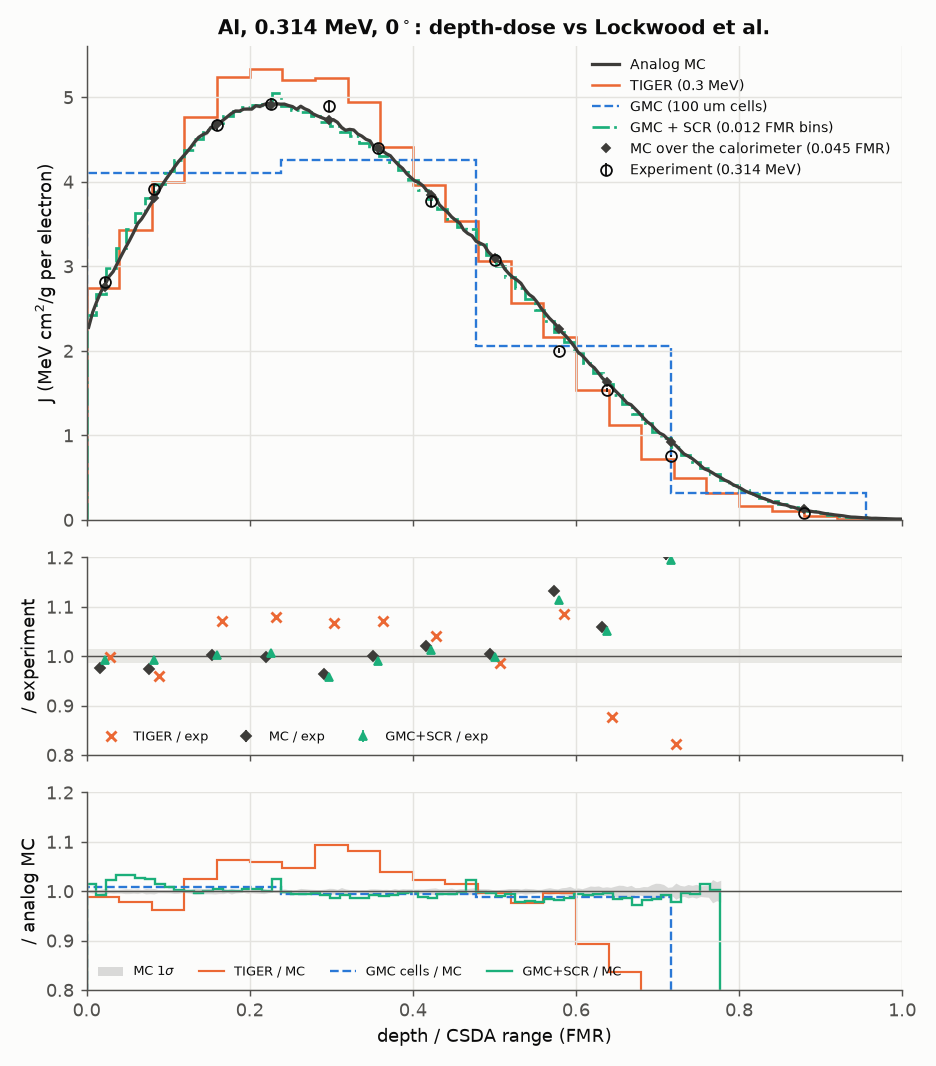 Al, 0.314 MeV, 0°: depth-dose vs Lockwood et al.
Analog MC
TIGER (0.3 MeV)
GMC (100 um cells)
GMC + SCR (0.012 FMR bins)
MC over the calorimeter (0.045 FMR)
Experiment (0.314 MeV)
J (MeV cm²/g per electron)
5
4
3
2
1
0
/ experiment
1.2
1.1
1.0
0.9
0.8
TIGER / exp
MC / exp
GMC+SCR / exp
/ analog MC
1.2
1.1
1.0
0.9
0.8
MC 1σ
TIGER / MC
GMC cells / MC
GMC+SCR / MC
0.0 0.2 0.4 0.6 0.8 1.0
depth / CSDA range (FMR)